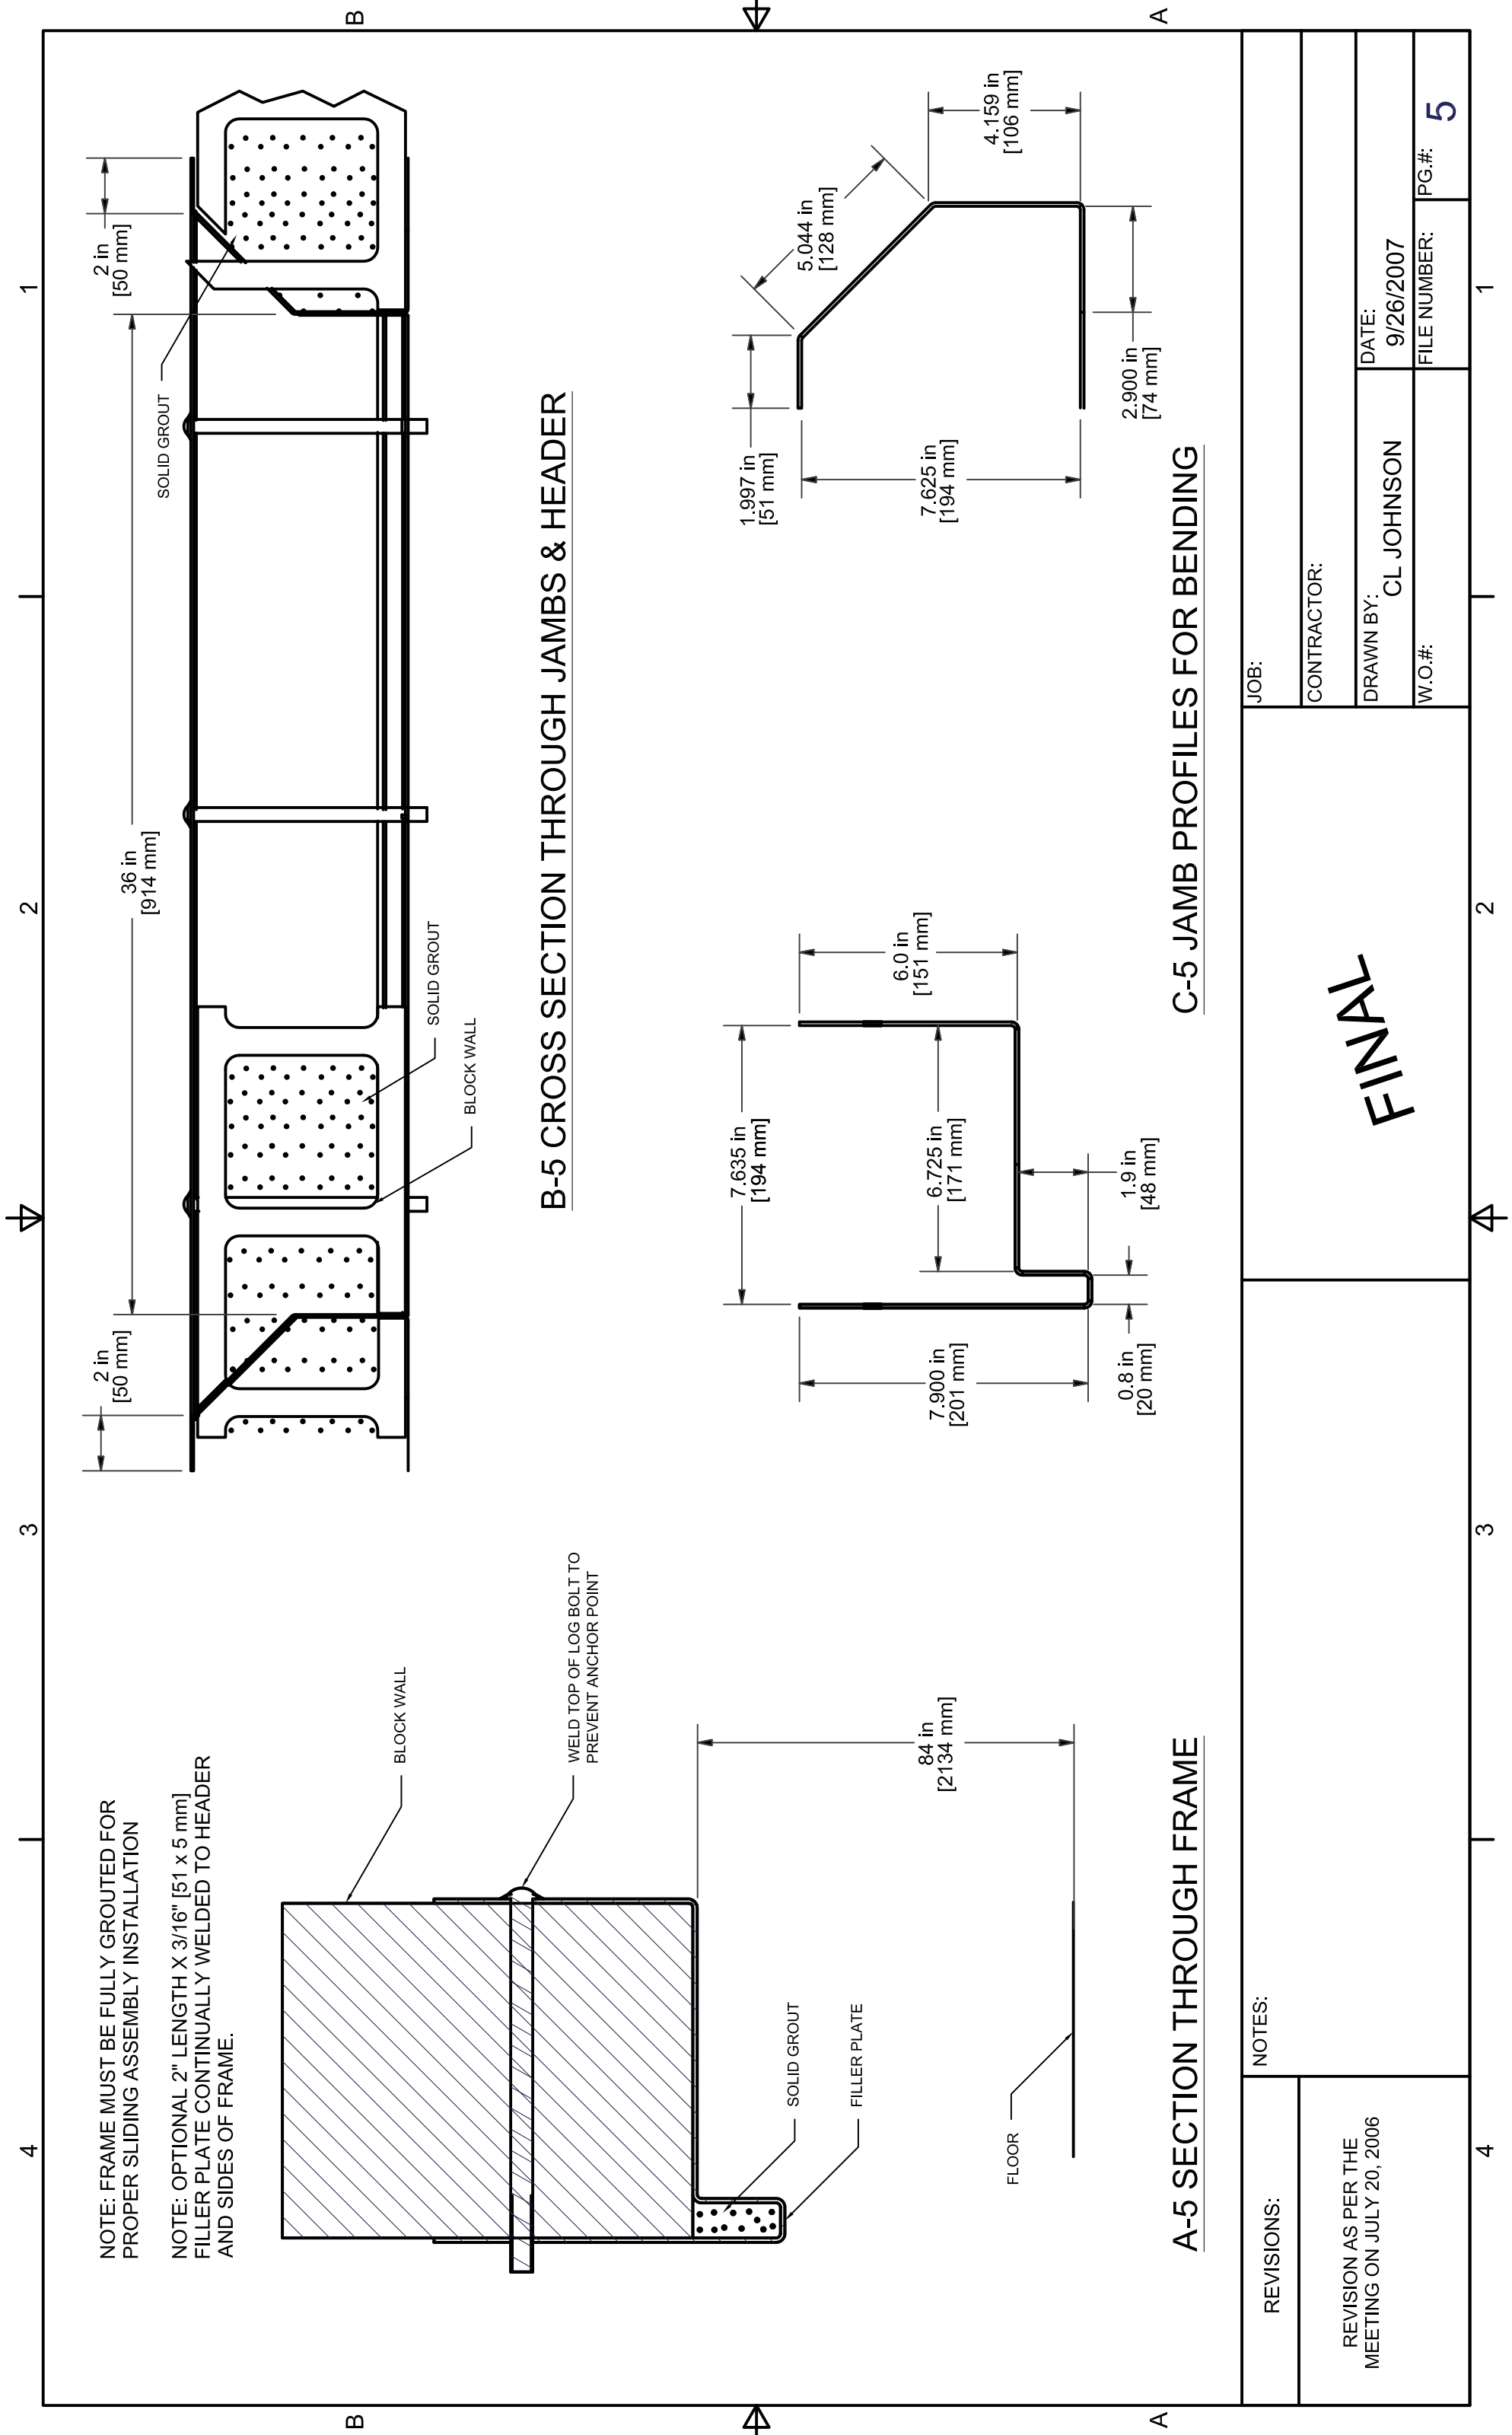 4
3
2
1
B
B
NOTE: FRAME MUST BE FULLY GROUTED FOR
PROPER SLIDING ASSEMBLY INSTALLATION
NOTE: OPTIONAL 2" LENGTH X 3/16" [51 x 5 mm]
FILLER PLATE CONTINUALLY WELDED TO HEADER
AND SIDES OF FRAME.
BLOCK WALL
WELD TOP OF LOG BOLT TO
PREVENT ANCHOR POINT
SOLID GROUT
FILLER PLATE
84 in
[2134 mm]
FLOOR
A-5 SECTION THROUGH FRAME
2 in
[50 mm]
36 in
[914 mm]
2 in
[50 mm]
SOLID GROUT
SOLID GROUT
BLOCK WALL
B-5 CROSS SECTION THROUGH JAMBS & HEADER
7.635 in
[194 mm]
6.0 in
[151 mm]
6.725 in
[171 mm]
7.900 in
[201 mm]
1.9 in
[48 mm]
0.8 in
[20 mm]
1.997 in
[51 mm]
5.044 in
[128 mm]
4.159 in
[106 mm]
7.625 in
[194 mm]
2.900 in
[74 mm]
C-5 JAMB PROFILES FOR BENDING
A
A
REVISIONS:
REVISION AS PER THE
MEETING ON JULY 20, 2006
NOTES:
FINAL
JOB:
CONTRACTOR:
DRAWN BY:
CL JOHNSON
DATE:
9/26/2007
W.O.#:
FILE NUMBER:
PG.#:
5
4
3
2
1